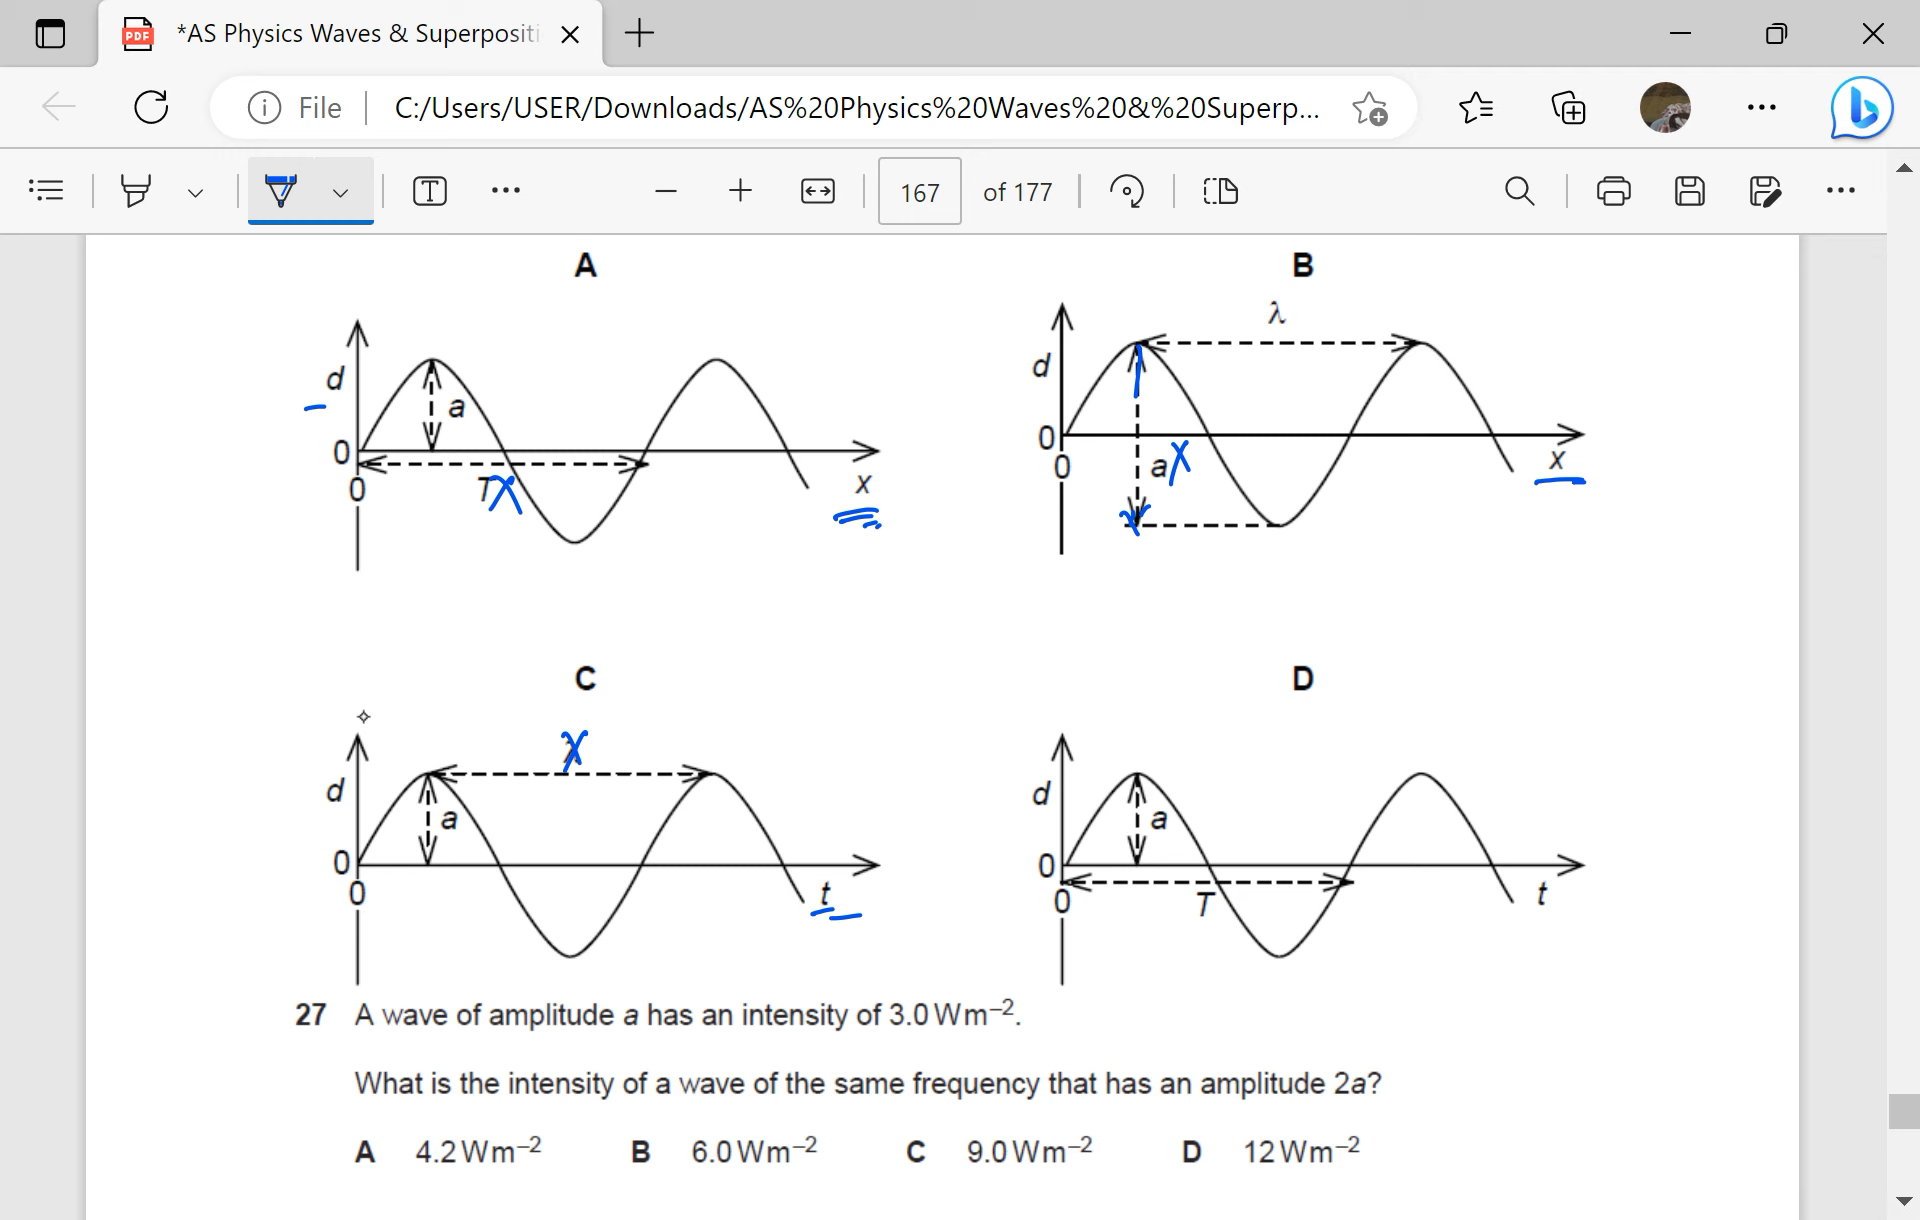 *AS Physics Waves & Superpositi
File C:/Users/USER/Downloads/AS%20Physics%20Waves%20&%20Superp...
167 of 177
A B
λ
d a 0 0 T x
d a 0 0 x
C D
d a 0 0 t
d a 0 0 T t
27 A wave of amplitude a has an intensity of 3.0 W m−2.
What is the intensity of a wave of the same frequency that has an amplitude 2a?
A 4.2 W m−2 B 6.0 W m−2 C 9.0 W m−2 D 12 W m−2